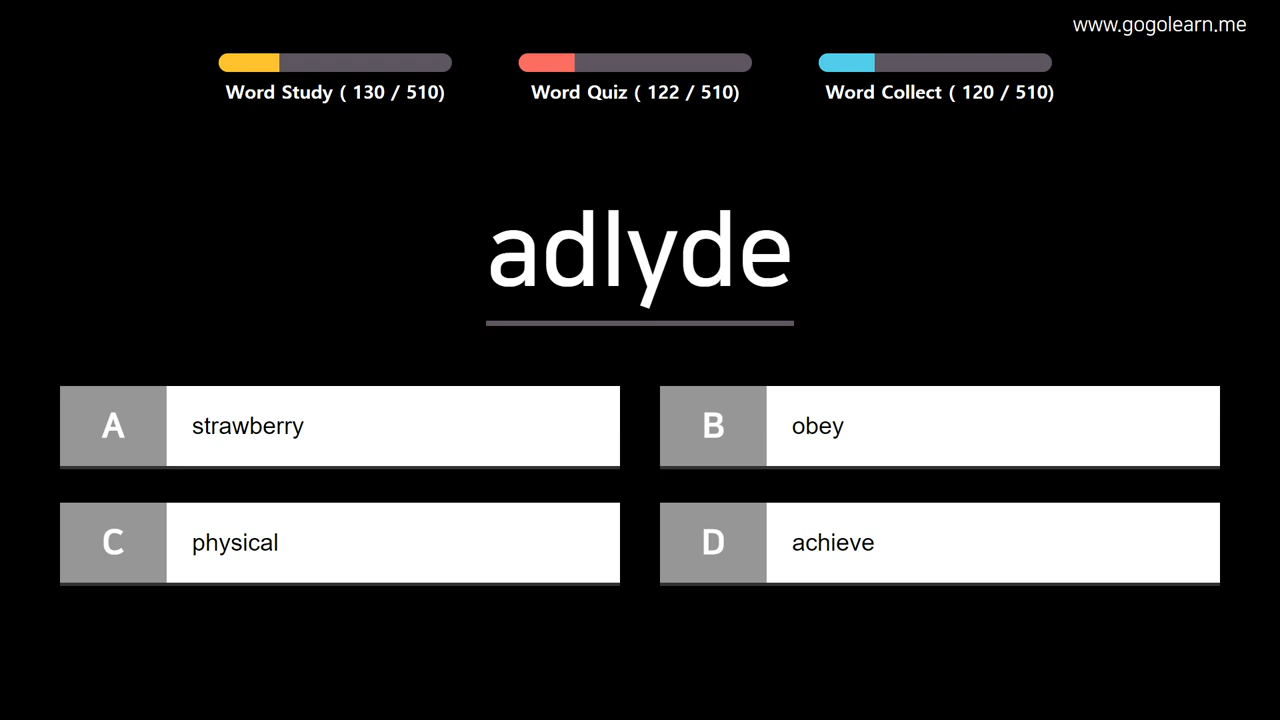 www.gogolearn.me
Word Study ( 130 / 510)
Word Quiz ( 122 / 510)
Word Collect ( 120 / 510)
adlyde
A strawberry
B obey
C physical
D achieve